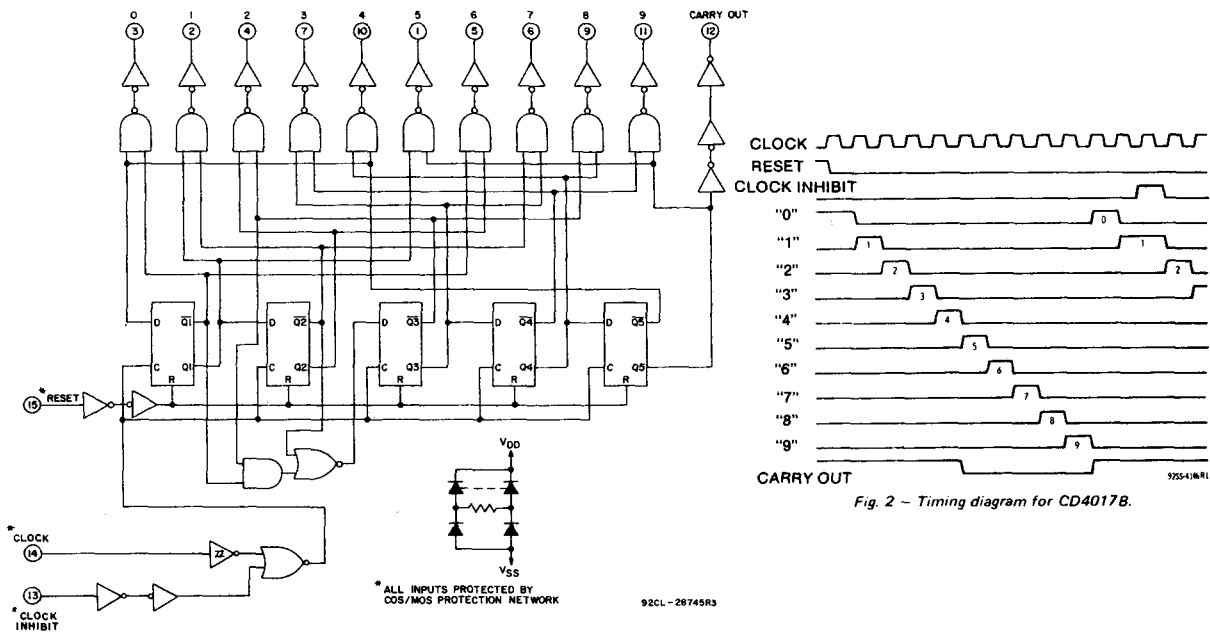 0 1 2 3 4 5 6 7 8 9 CARRY OUT
3 2 4 7 10 1 5 6 9 11 12
D Q1 D Q2 D Q3 D Q4 D Q5
C Q1 C Q2 C Q3 C Q4 C Q5
R R R R R
15 * RESET
* CLOCK
14
13
* CLOCK
INHIBIT
VDD
VSS
* ALL INPUTS PROTECTED BY
COS/MOS PROTECTION NETWORK
92CL-28745R3
CLOCK
RESET
CLOCK INHIBIT
"0" 0
"1" 1 1
"2" 2 2
"3" 3
"4" 4
"5" 5
"6" 6
"7" 7
"8" 8
"9" 9
CARRY OUT
Fig. 2 – Timing diagram for CD4017B.